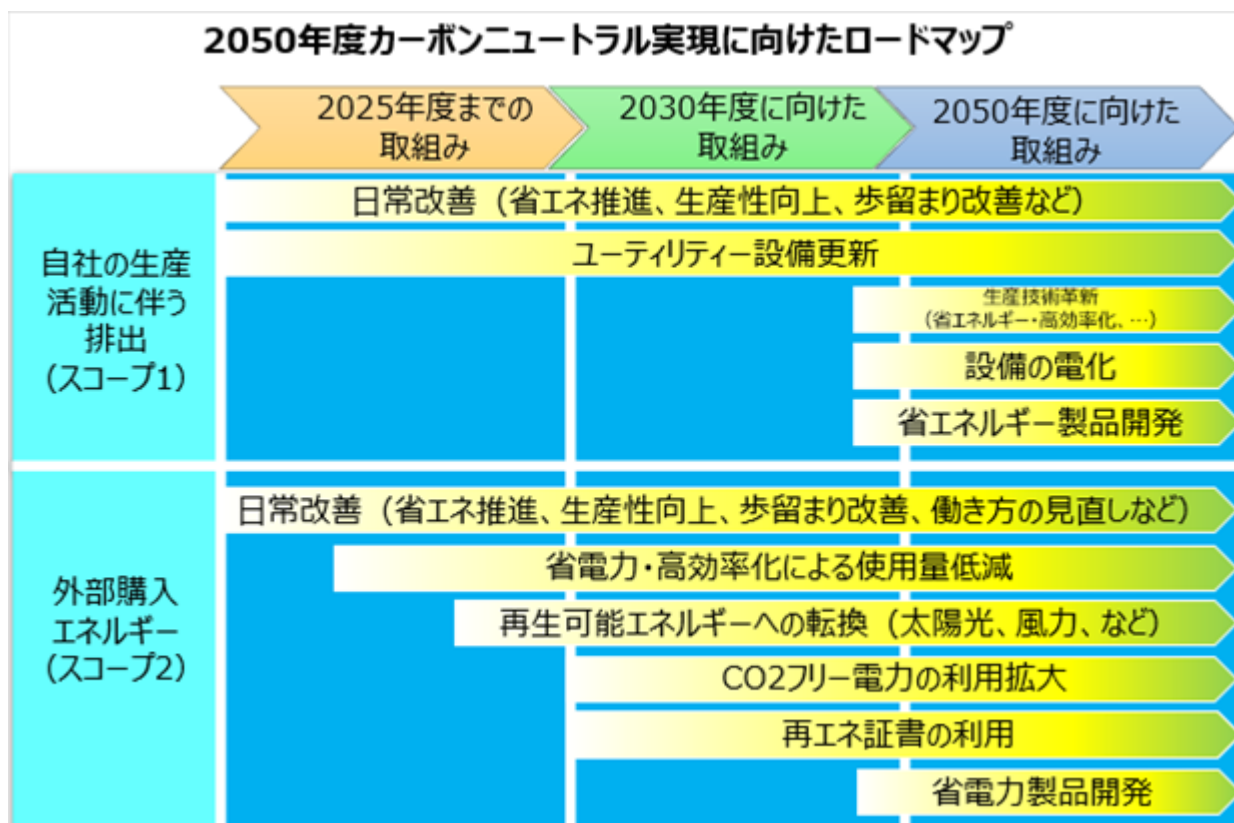 2050年度カーボンニュートラル実現に向けたロードマップ
2025年度までの
取組み
2030年度に向けた
取組み
2050年度に向けた
取組み
自社の生産
活動に伴う
排出
(スコープ1)
日常改善（省エネ推進、生産性向上、歩留まり改善など）
ユーティリティー設備更新
生産技術革新
（省エネルギー・高効率化、…）
設備の電化
省エネルギー製品開発
外部購入
エネルギー
(スコープ2)
日常改善（省エネ推進、生産性向上、歩留まり改善、働き方の見直しなど）
省電力・高効率化による使用量低減
再生可能エネルギーへの転換（太陽光、風力、など）
CO2フリー電力の利用拡大
再エネ証書の利用
省電力製品開発